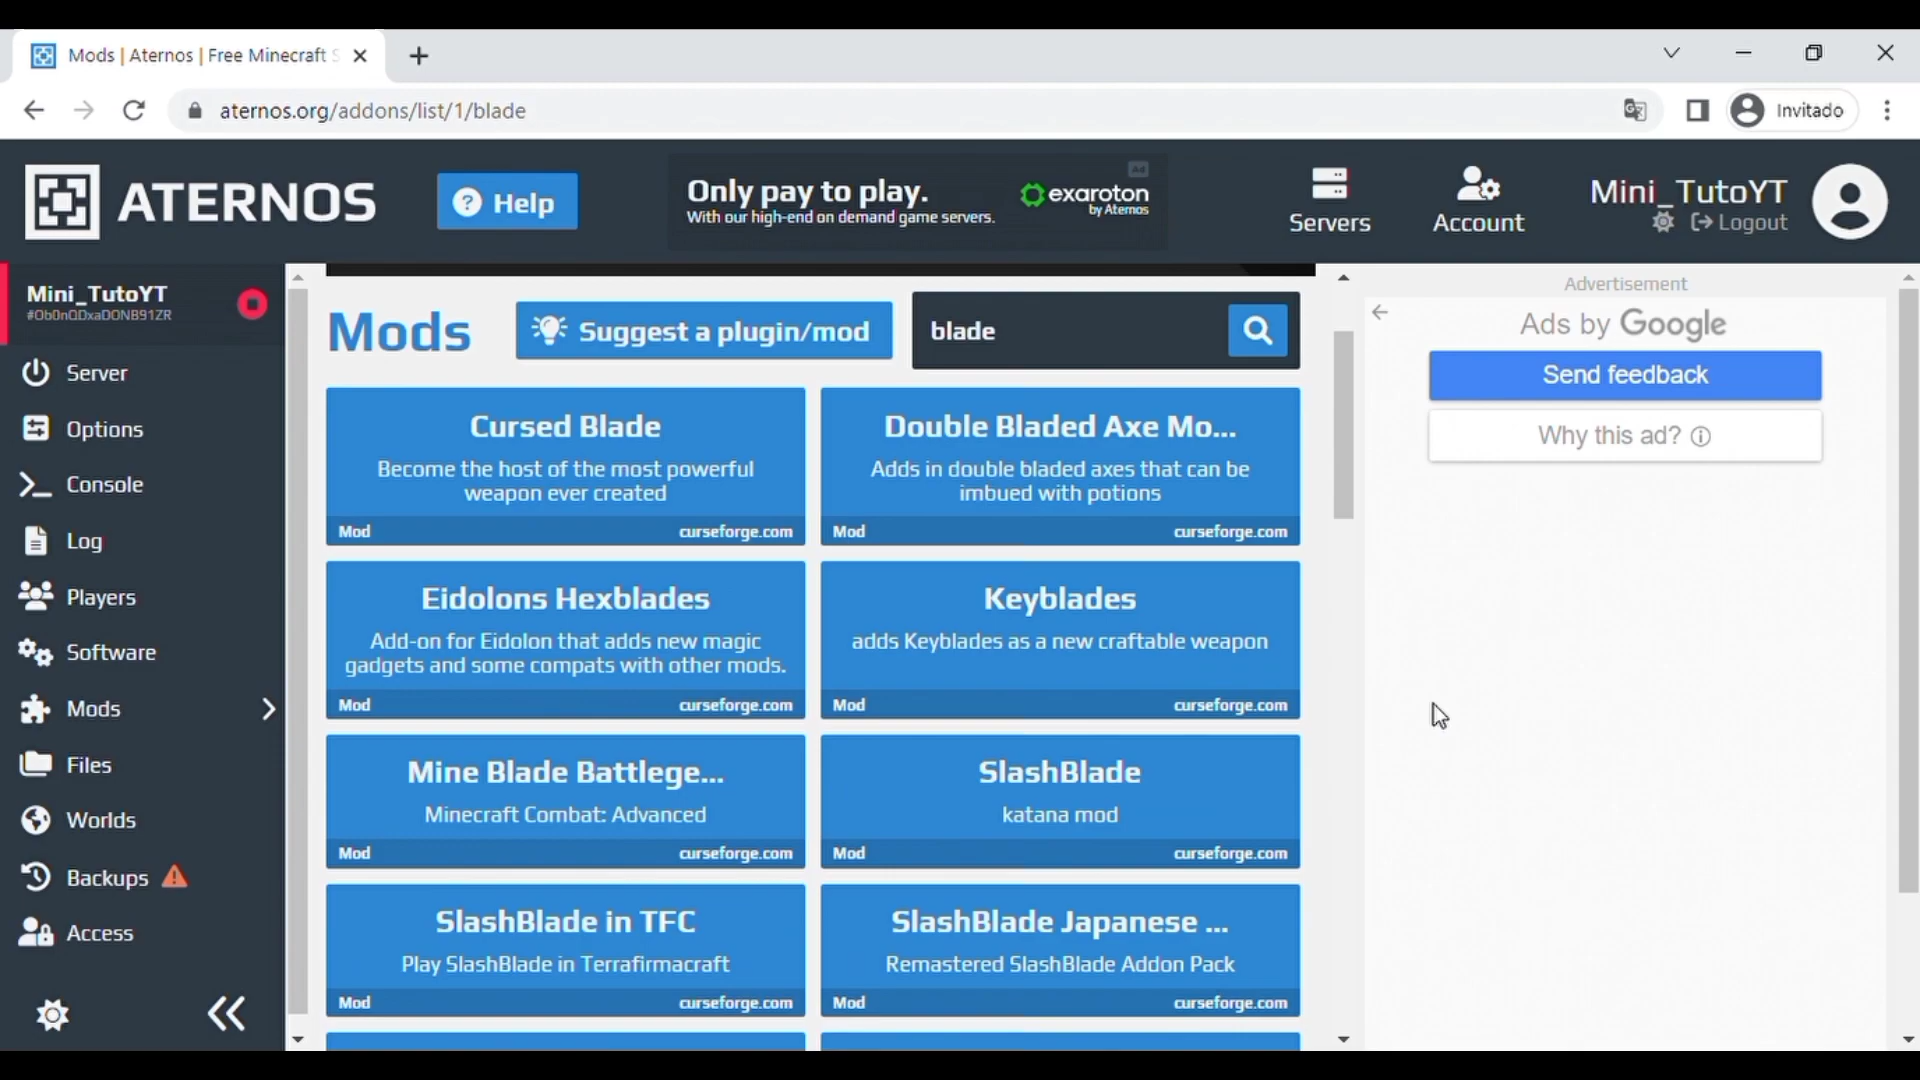 Mods | Aternos | Free Minecraft S
aternos.org/addons/list/1/blade
Invitado
ATERNOS
Help
Only pay to play.
With our high-end on demand game servers.
Ad
exaroton
by Aternos
Servers
Account
Mini_TutoYT
Logout
Mini_TutoYT
Server
Options
Console
Log
Players
Software
Mods
Files
Worlds
Backups
Access
Mods
Suggest a plugin/mod
blade
Cursed Blade
Become the host of the most powerful
weapon ever created
Mod
curseforge.com
Double Bladed Axe Mo...
Adds in double bladed axes that can be
imbued with potions
Mod
curseforge.com
Eidolons Hexblades
Add-on for Eidolon that adds new magic
gadgets and some compats with other mods.
Mod
curseforge.com
Keyblades
adds Keyblades as a new craftable weapon
Mod
curseforge.com
Mine Blade Battlege...
Minecraft Combat: Advanced
Mod
curseforge.com
SlashBlade
katana mod
Mod
curseforge.com
SlashBlade in TFC
Play SlashBlade in Terrafirmacraft
Mod
curseforge.com
SlashBlade Japanese ...
Remastered SlashBlade Addon Pack
Mod
curseforge.com
Advertisement
Ads by Google
Send feedback
Why this ad?